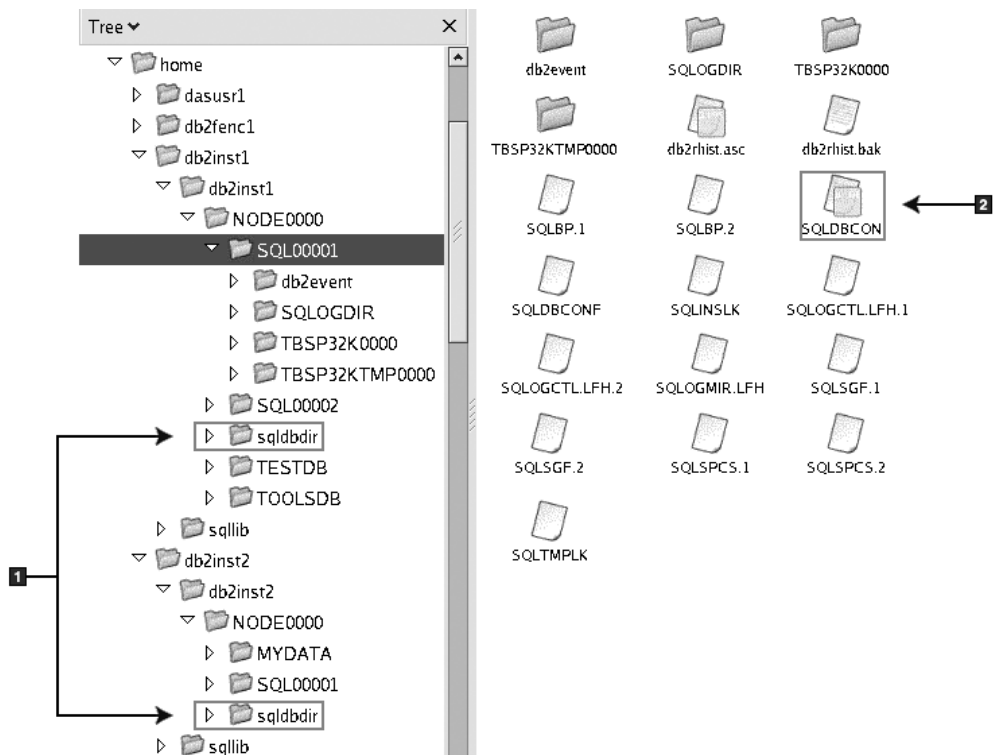 Tree
home
dasusr1
db2fenc1
db2inst1
db2inst1
NODE0000
SQL00001
db2event
SQLOGDIR
TBSP32K0000
TBSP32KTMP0000
SQL00002
sqldbdir
TESTDB
TOOLSDB
sqllib
db2inst2
db2inst2
NODE0000
MYDATA
SQL00001
sqldbdir
sqllib
1
db2event SQLOGDIR TBSP32K0000
TBSP32KTMP0000 db2rhist.asc db2rhist.bak
SQLBP.1 SQLBP.2 SQLDBCON
2
SQLDBCONF SQLINSLK SQLOGCTL.LFH.1
SQLOGCTL.LFH.2 SQLOGMIR.LFH SQLSGF.1
SQLSGF.2 SQLSPCS.1 SQLSPCS.2
SQLTMPLK